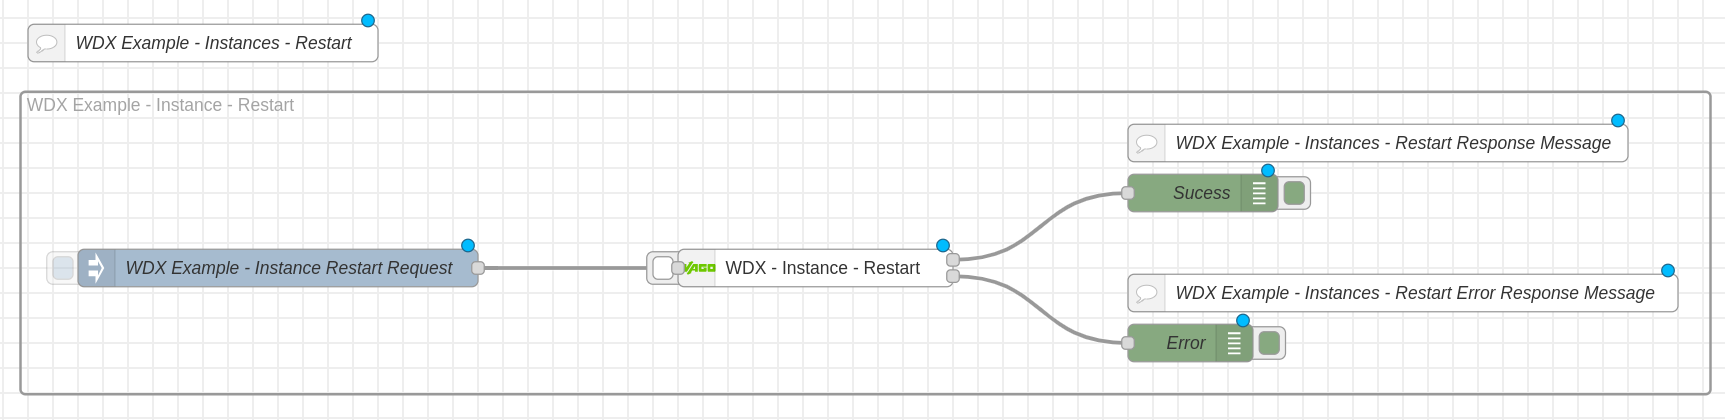 WDX Example - Instances - Restart
WDX Example - Instance - Restart
WDX Example - Instances - Restart Response Message
Sucess
WDX Example - Instance Restart Request
WAGO
WDX - Instance - Restart
WDX Example - Instances - Restart Error Response Message
Error